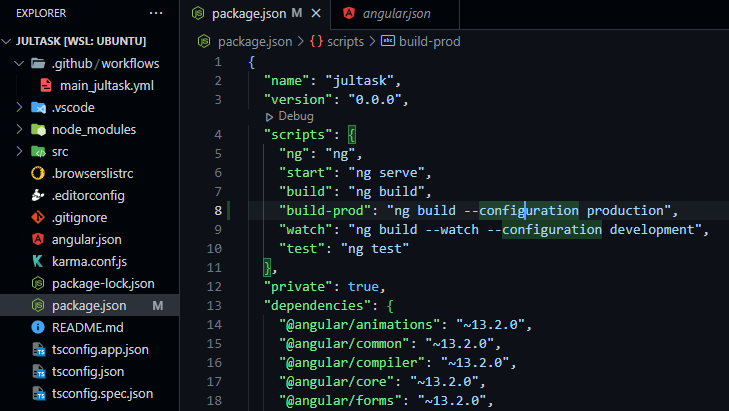 EXPLORER ···
package.json M ×
angular.json
JULTASK [WSL: UBUNTU]
.github / workflows
main_jultask.yml
.vscode
node_modules
src
.browserslistrc
.editorconfig
.gitignore
angular.json
karma.conf.js
package-lock.json
package.json M
README.md
tsconfig.app.json
tsconfig.json
tsconfig.spec.json
package.json > {} scripts > abc build-prod
1 {
2 "name": "jultask",
3 "version": "0.0.0",
Debug
4 "scripts": {
5 "ng": "ng",
6 "start": "ng serve",
7 "build": "ng build",
8 "build-prod": "ng build --configuration production",
9 "watch": "ng build --watch --configuration development",
10 "test": "ng test"
11 },
12 "private": true,
13 "dependencies": {
14 "@angular/animations": "~13.2.0",
15 "@angular/common": "~13.2.0",
16 "@angular/compiler": "~13.2.0",
17 "@angular/core": "~13.2.0",
18 "@angular/forms": "~13.2.0",